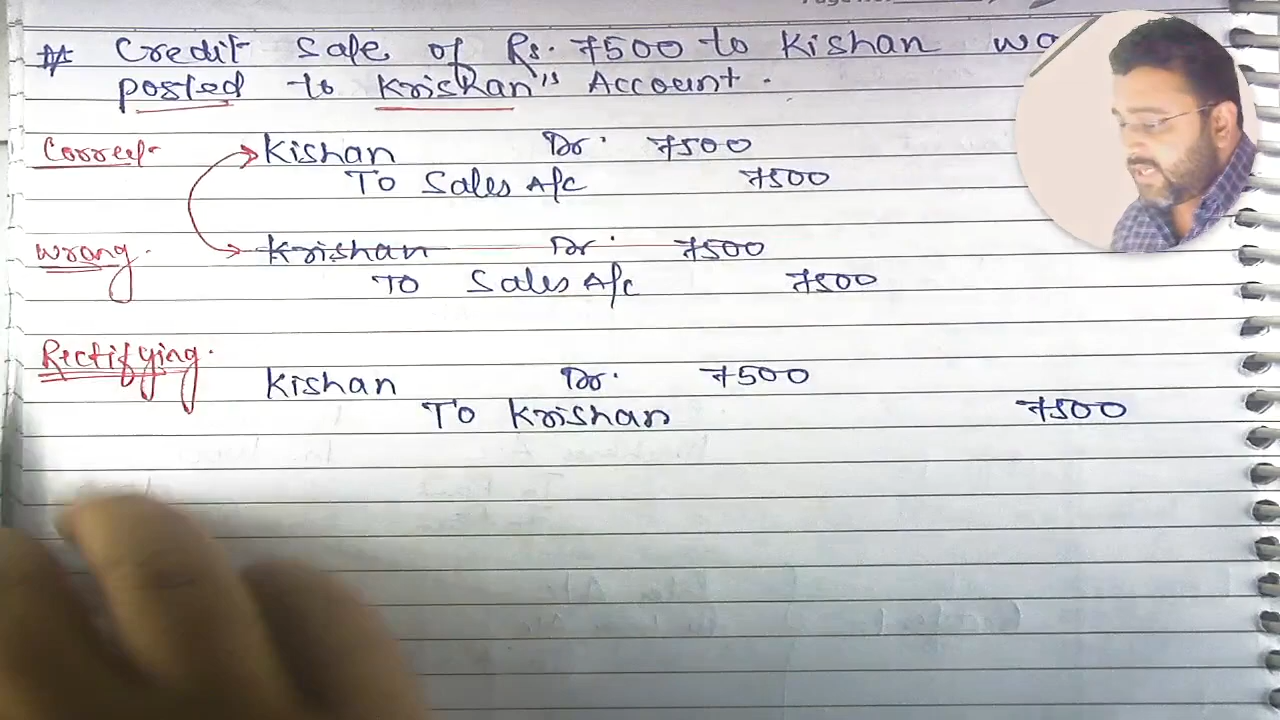 Credit Sale of Rs. 7500 to Kishan
posted to Krishan's Account.
Correct Kishan Dr. 7500
To Sales A/c 7500
Wrong. Krishan Dr. 7500
To Sales A/c 7500
Rectifying.
Kishan Dr. 7500
To Krishan 7500